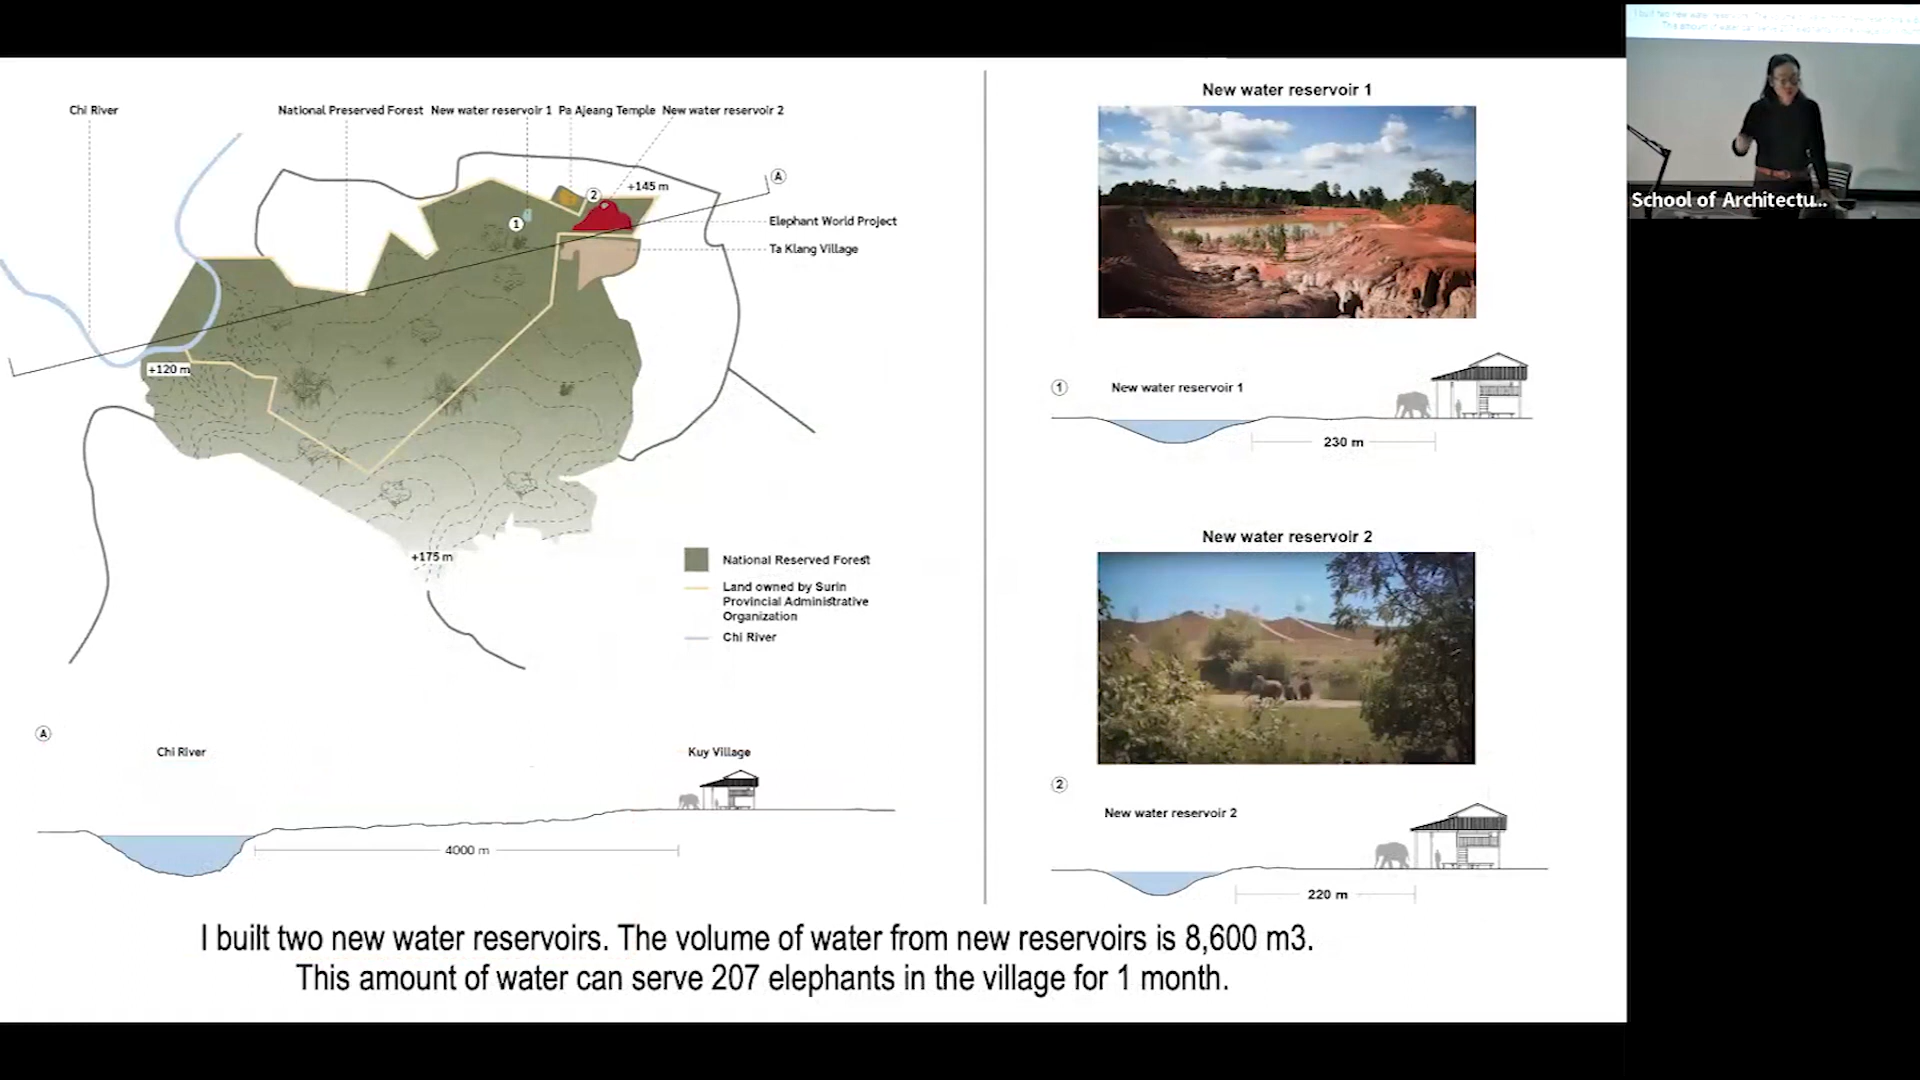 Chi River
National Preserved Forest
New water reservoir 1
Pa Ajeang Temple
New water reservoir 2
A
2
+145 m
1
Elephant World Project
Ta Klang Village
+120 m
+175 m
National Reserved Forest
Land owned by Surin
Provincial Administrative
Organization
Chi River
A
Chi River
Kuy Village
4000 m
New water reservoir 1
1
New water reservoir 1
230 m
New water reservoir 2
2
New water reservoir 2
220 m
I built two new water reservoirs. The volume of water from new reservoirs is 8,600 m3.
This amount of water can serve 207 elephants in the village for 1 month.
School of Architectu...